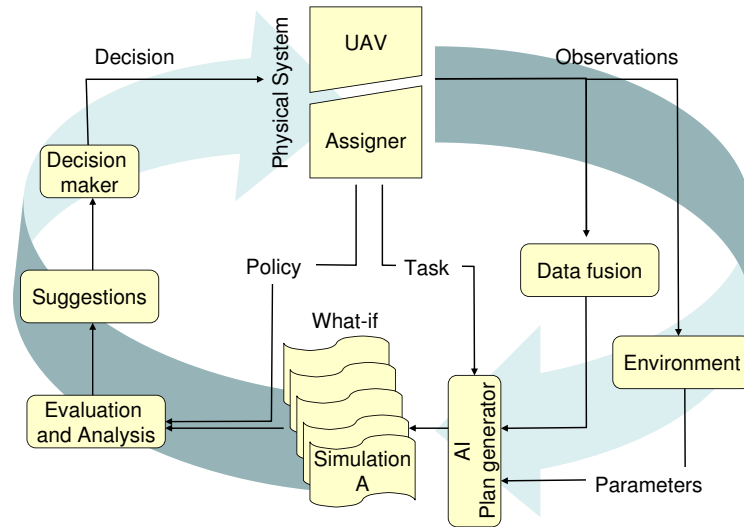 Decision
Physical System
UAV
Assigner
Observations
Decision
maker
Policy
Task
Data fusion
Suggestions
What-if
Environment
Evaluation
and Analysis
Simulation
A
AI
Plan generator
Parameters